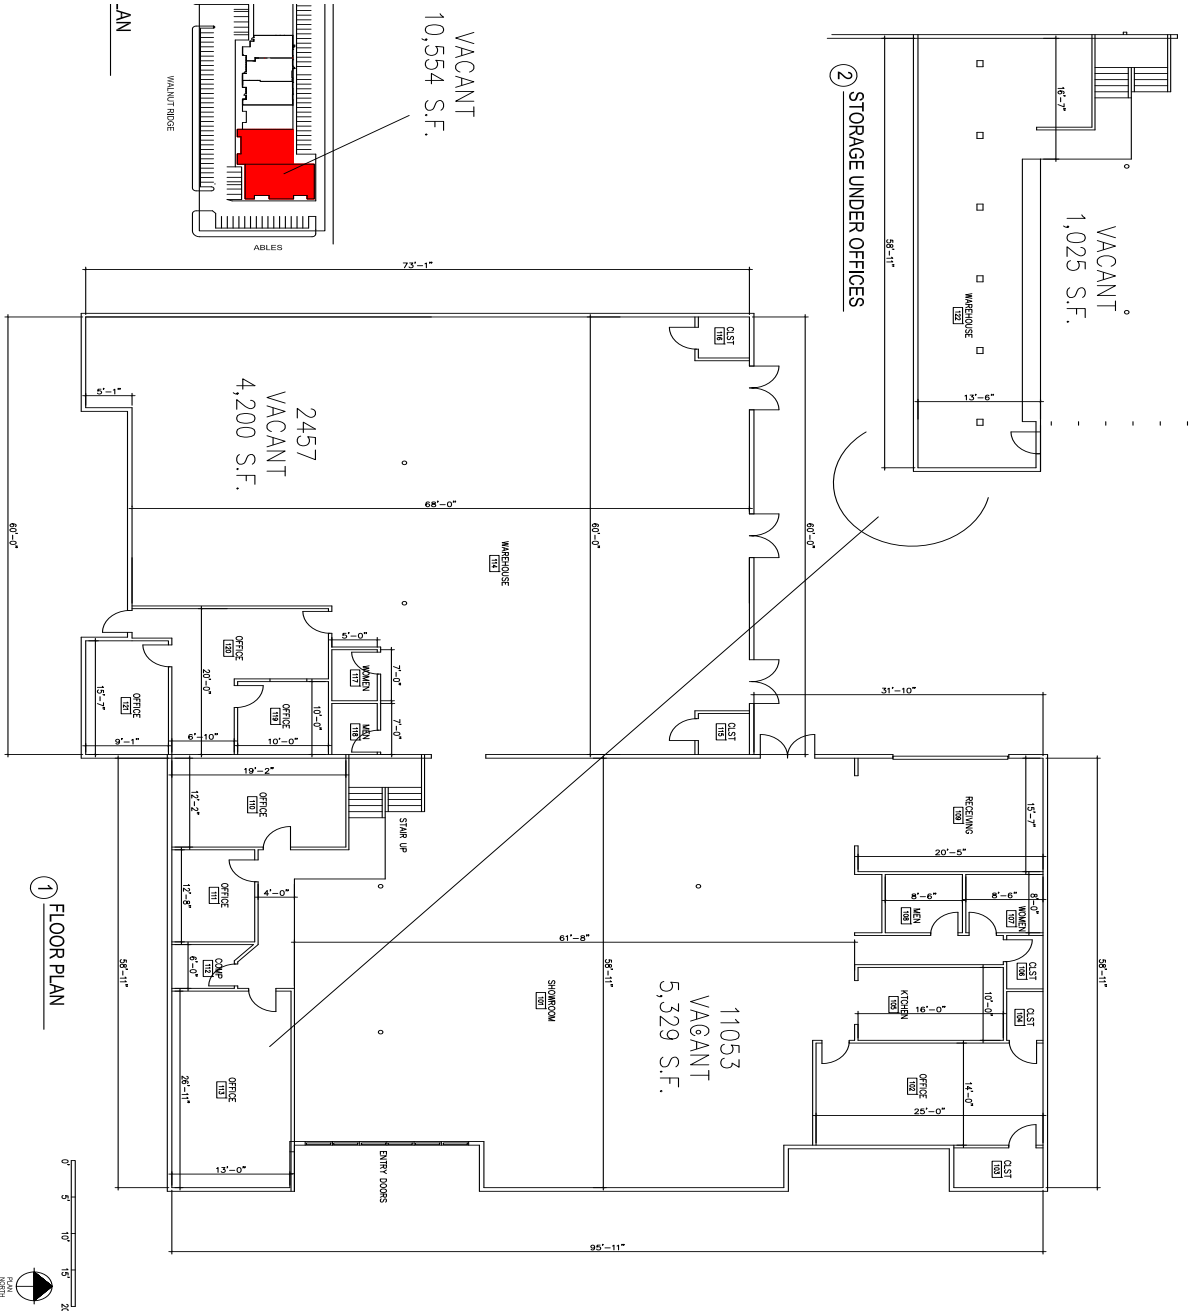 LAN
WALNUT RIDGE
ABLES
VACANT
10,554 S.F.
2 STORAGE UNDER OFFICES
58'-11"
16'-7"
WAREHOUSE
122
13'-6"
VACANT
1,025 S.F.
73'-1"
60'-0"
5'-1"
2457
VACANT
4,200 S.F.
68'-0"
60'-0"
60'-0"
WAREHOUSE
114
CLST
116
CLST
115
OFFICE
120
20'-0"
5'-0"
WOMEN
117
7'-0"
MEN
118
7'-0"
OFFICE
119
10'-0"
10'-0"
6'-10"
OFFICE
121
15'-7"
9'-1"
31'-10"
19'-2"
OFFICE
110
12'-2"
STAIR UP
OFFICE
111
12'-8"
4'-0"
COMP
112
6'-0"
OFFICE
113
26'-11"
13'-0"
58'-11"
61'-8"
58'-11"
SHOWROOM
101
11053
VACANT
5,329 S.F.
RECEIVING
109
15'-7"
20'-5"
8'-6"
MEN
108
8'-6"
WOMEN
107
8'-0"
CLST
106
CLST
104
KTCHEN
105
10'-0"
16'-0"
OFFICE
102
14'-0"
25'-0"
CLST
103
58'-11"
ENTRY DOORS
95'-11"
1 FLOOR PLAN
0'
5'
10'
15'
20
PLAN
NORTH